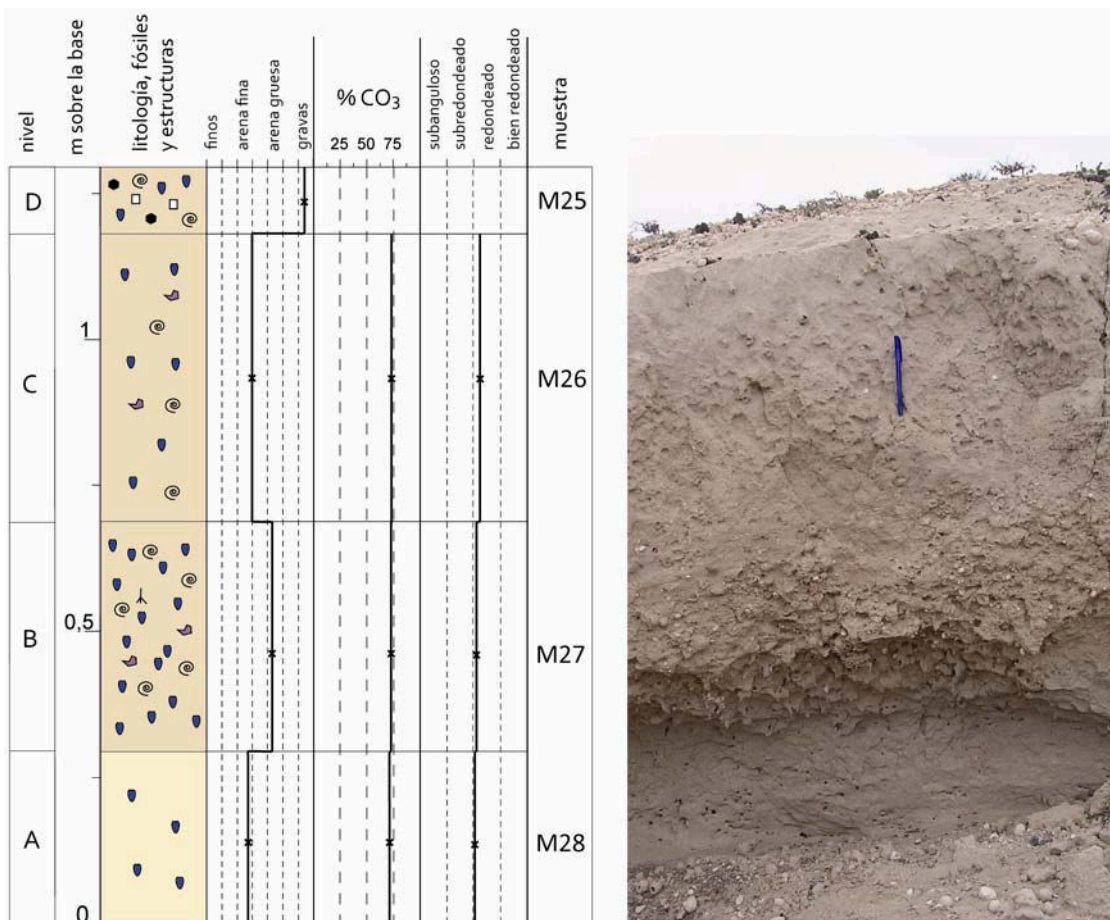 nivel
m sobre la base
litología, fósiles
y estructuras
finos
arena fina
arena gruesa
gravas
% CO3
25 50 75
subanguloso
subredondeado
redondeado
bien redondeado
muestra
D
M25
1
C
M26
0,5
B
M27
A
M28
0